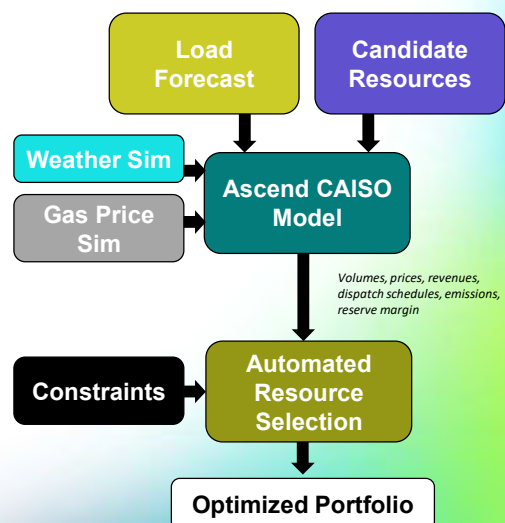 Load
Forecast
Candidate
Resources
Weather Sim
Gas Price
Sim
Ascend CAISO
Model
Volumes, prices, revenues,
dispatch schedules, emissions,
reserve margin
Constraints
Automated
Resource
Selection
Optimized Portfolio